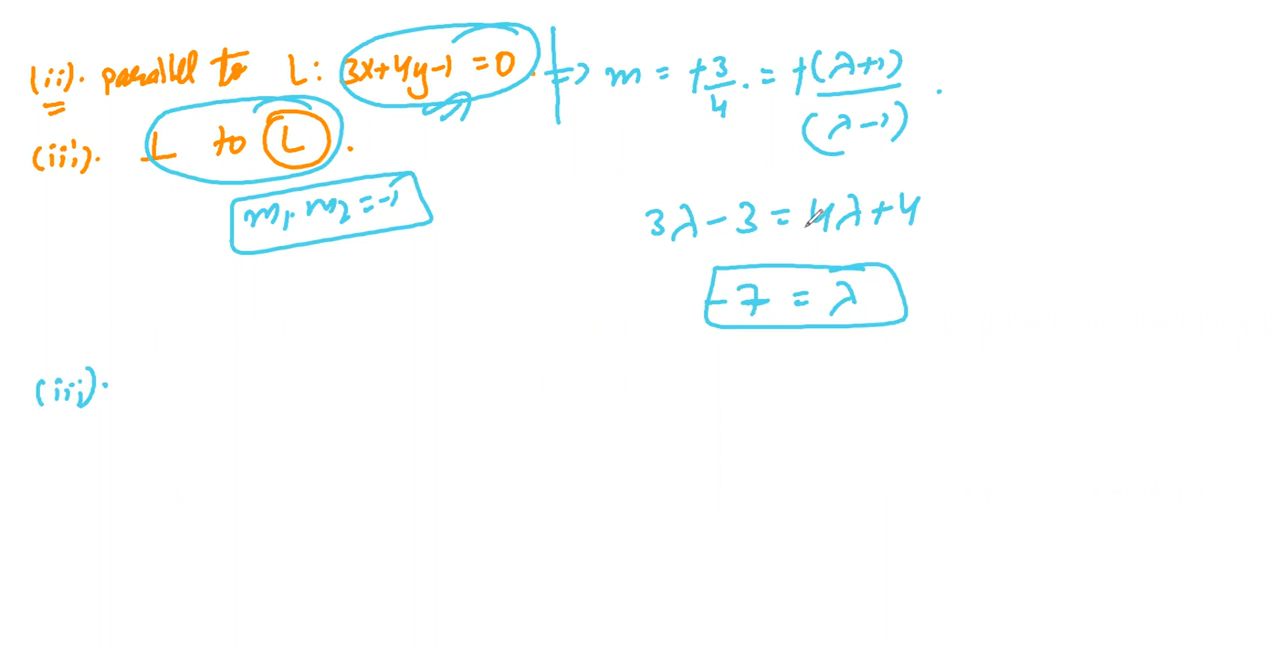 (ii). parallel to L: 3x+4y-1=0. => m = +3/4. = +(λ+1)/(λ-1).
(iii). ⊥ to L.
m₁.m₂=-1
3λ-3=4λ+4
-7=λ
(iii).